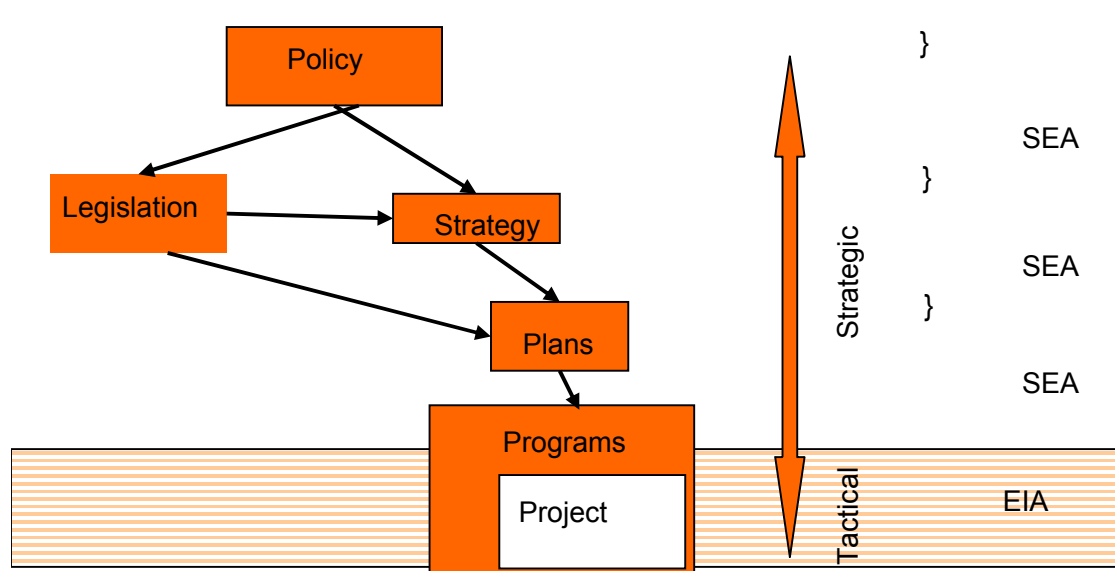 Policy
}
SEA
}
Legislation
Strategy
Strategic
SEA
}
Plans
SEA
Programs
Tactical
EIA
Project